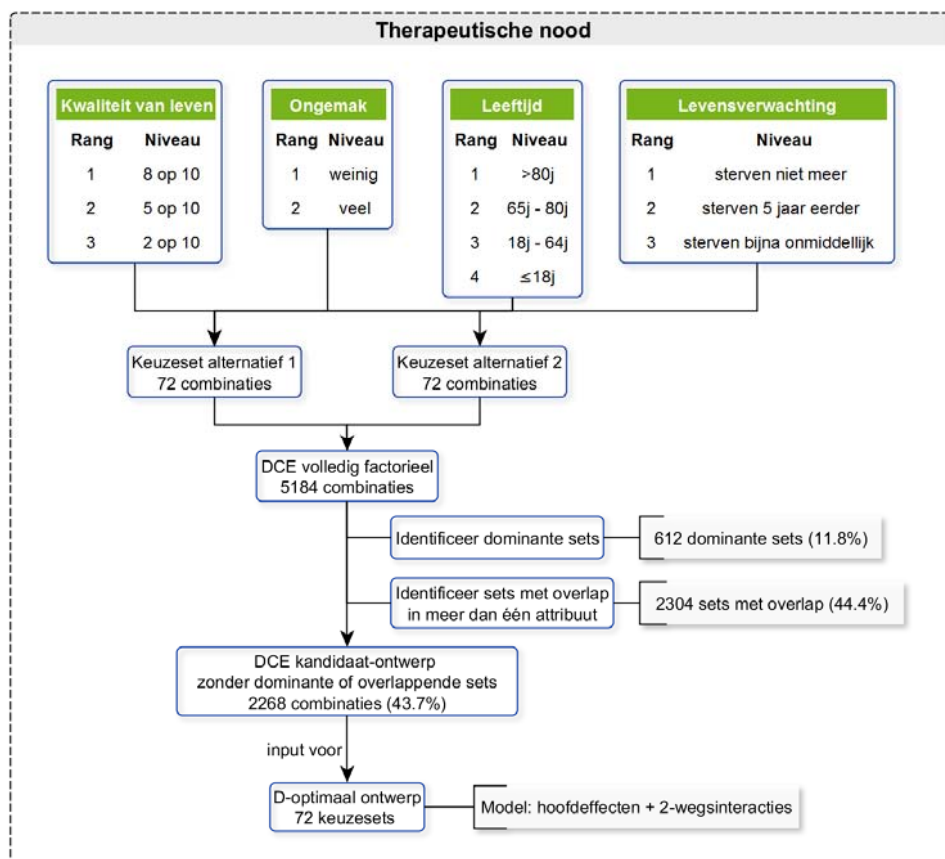 Therapeutische nood
Kwaliteit van leven
Rang Niveau
1 8 op 10
2 5 op 10
3 2 op 10
Ongemak
Rang Niveau
1 weinig
2 veel
Leeftijd
Rang Niveau
1 >80j
2 65j - 80j
3 18j - 64j
4 ≤18j
Levensverwachting
Rang Niveau
1 sterven niet meer
2 sterven 5 jaar eerder
3 sterven bijna onmiddellijk
Keuzeset alternatief 1
72 combinaties
Keuzeset alternatief 2
72 combinaties
DCE volledig factorieel
5184 combinaties
Identificeer dominante sets
612 dominante sets (11.8%)
Identificeer sets met overlap
in meer dan één attribuut
2304 sets met overlap (44.4%)
DCE kandidaat-ontwerp
zonder dominante of overlappende sets
2268 combinaties (43.7%)
input voor
D-optimaal ontwerp
72 keuzesets
Model: hoofdeffecten + 2-wegsinteracties